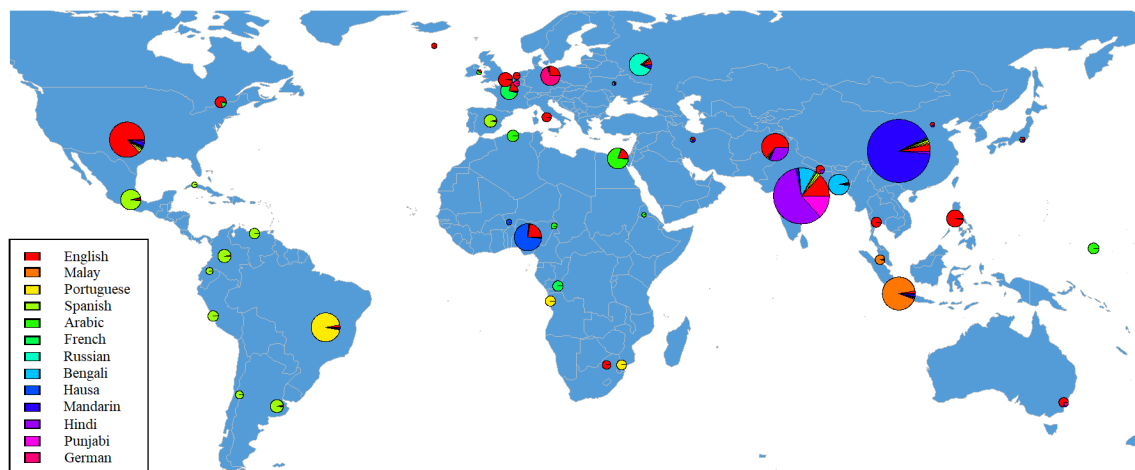 English
Malay
Portuguese
Spanish
Arabic
French
Russian
Bengali
Hausa
Mandarin
Hindi
Punjabi
German